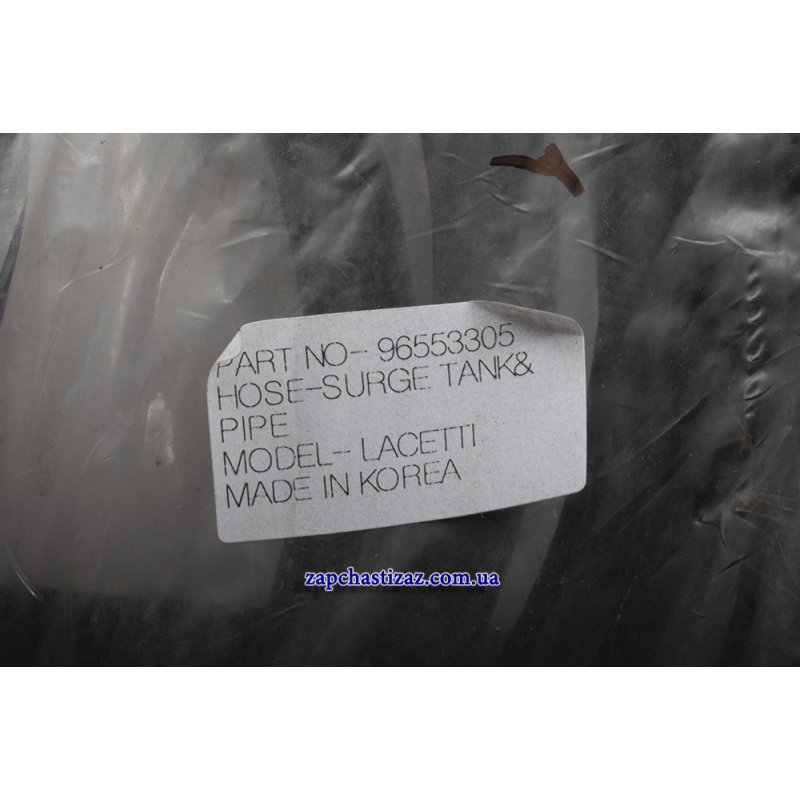 PART NO- 96553305
HOSE-SURGE TANK&
PIPE
MODEL- LACETTI
MADE IN KOREA
zapchastizaz.com.ua